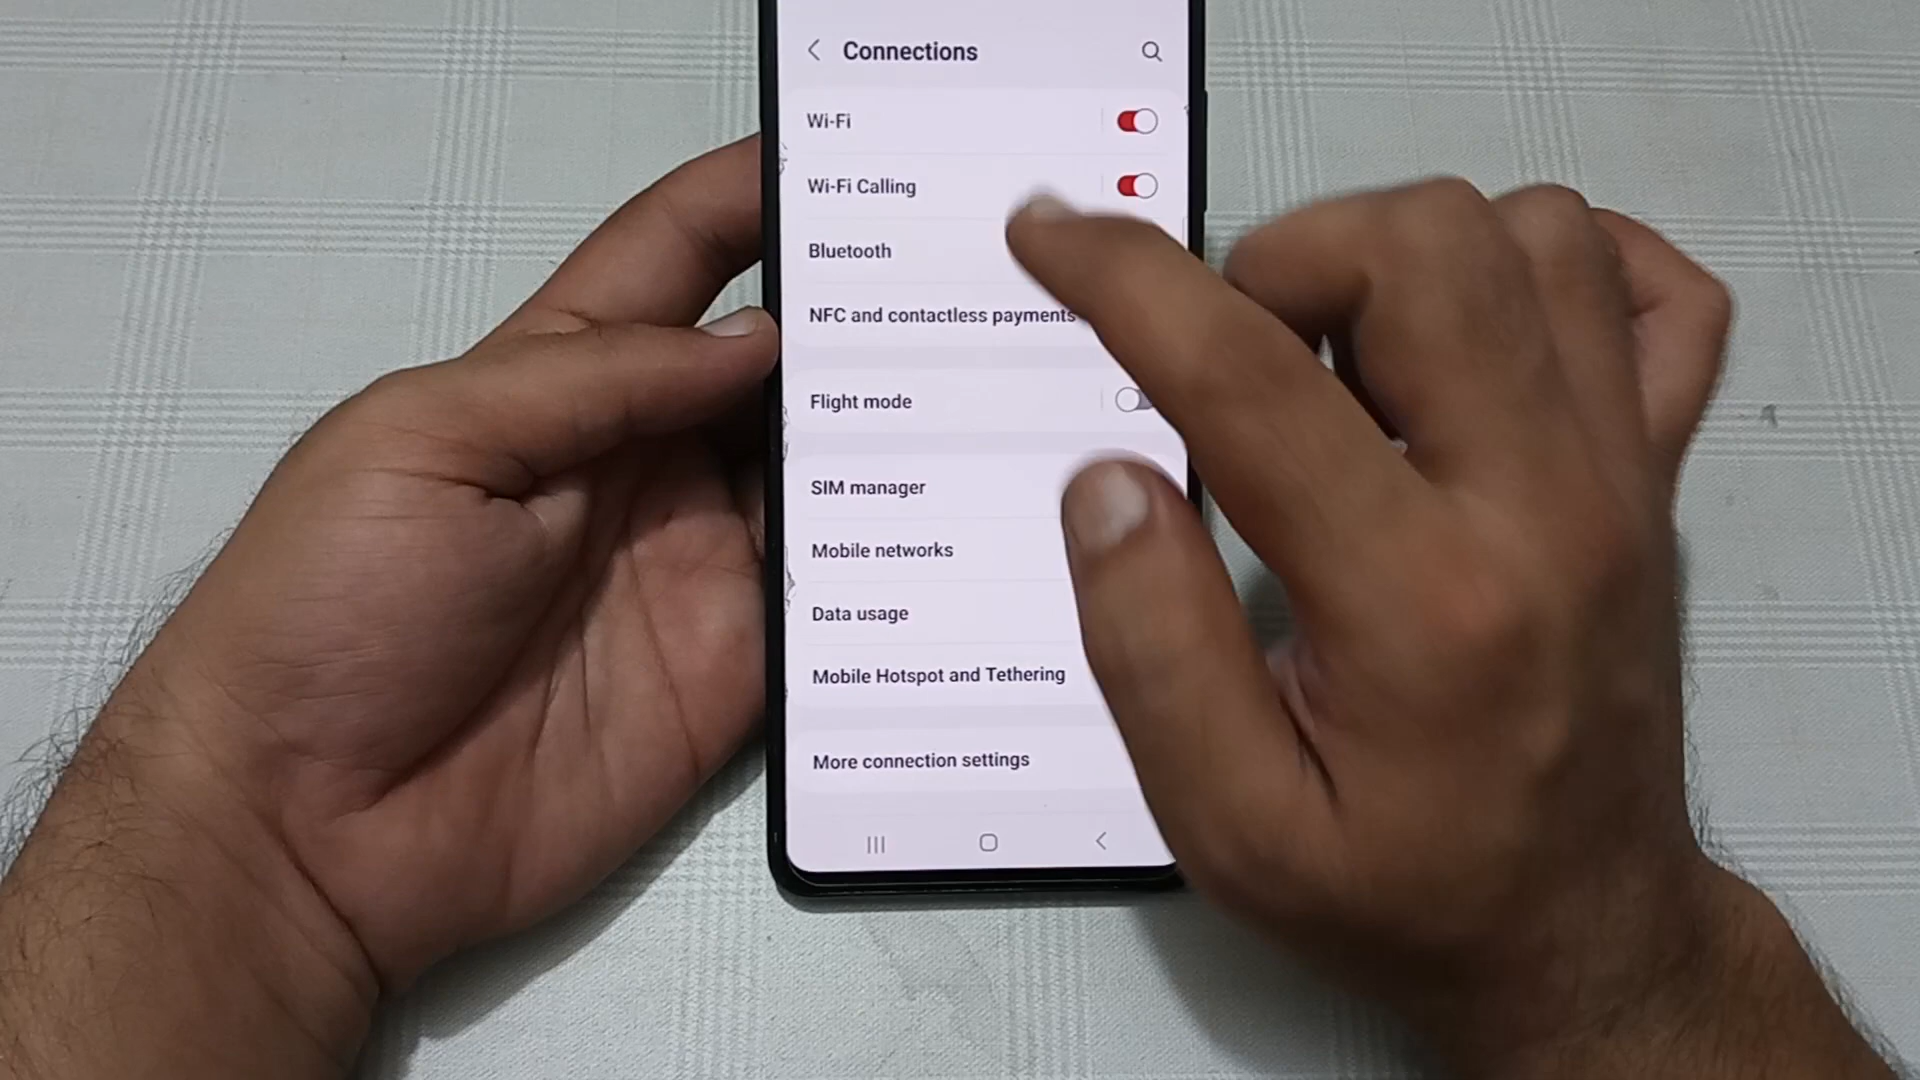 Connections
Wi-Fi
Wi-Fi Calling
Bluetooth
NFC and contactless payments
Flight mode
SIM manager
Mobile networks
Data usage
Mobile Hotspot and Tethering
More connection settings